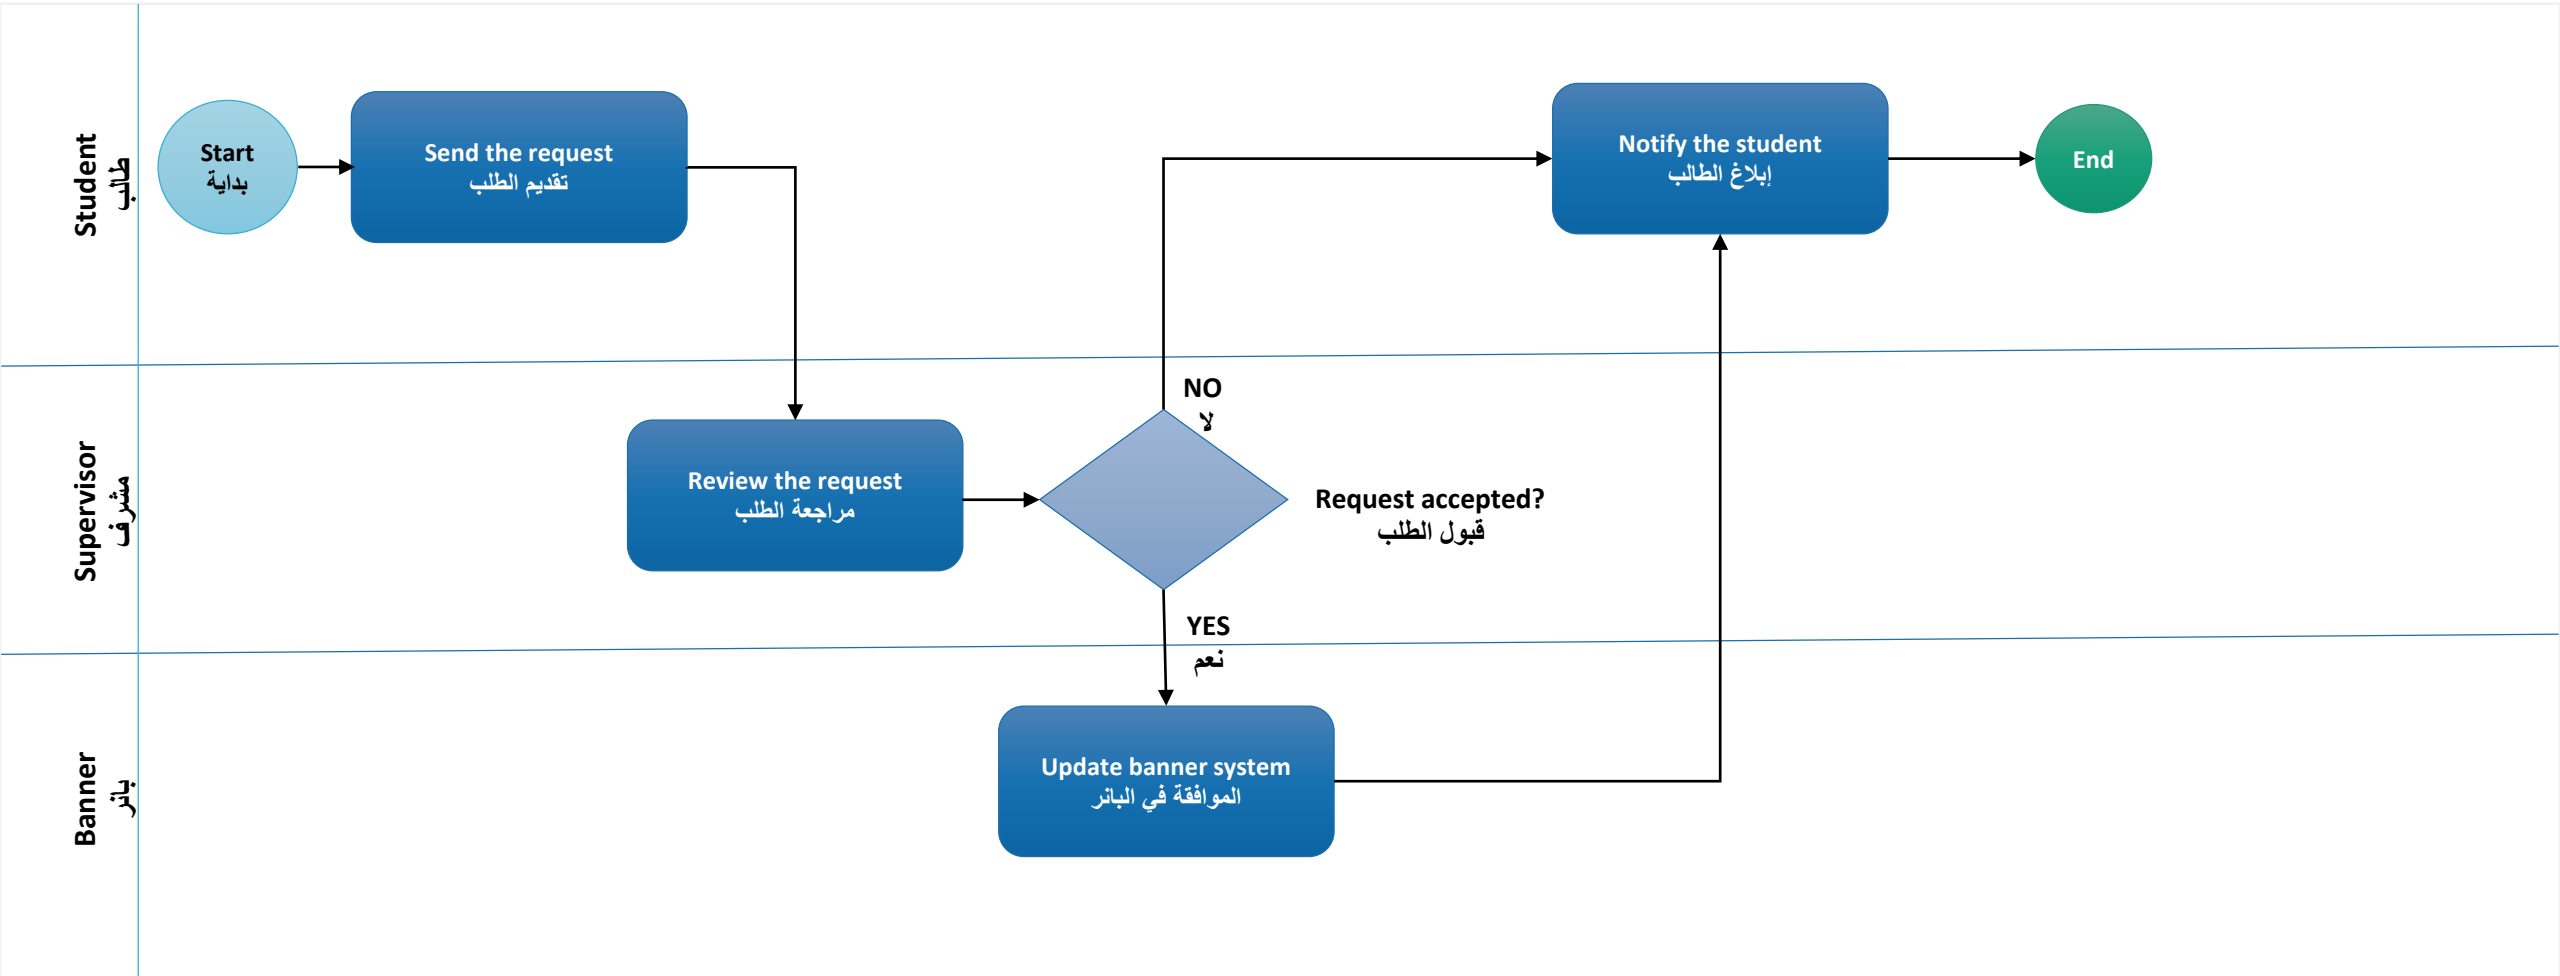 Student
طالب
Start
بداية
Send the request
تقديم الطلب
Notify the student
إبلاغ الطالب
End
Supervisor
مشرف
Review the request
مراجعة الطلب
NO
لا
Request accepted?
قبول الطلب
YES
نعم
Banner
بانر
Update banner system
الموافقة في البانر